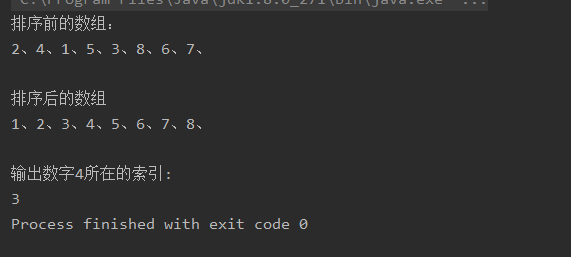 C:\Program Files\Java\jdk1.8.0_271\bin\java.exe" ...
排序前的数组:
2、4、1、5、3、8、6、7、
排序后的数组
1、2、3、4、5、6、7、8、
输出数字4所在的索引:
3
Process finished with exit code 0